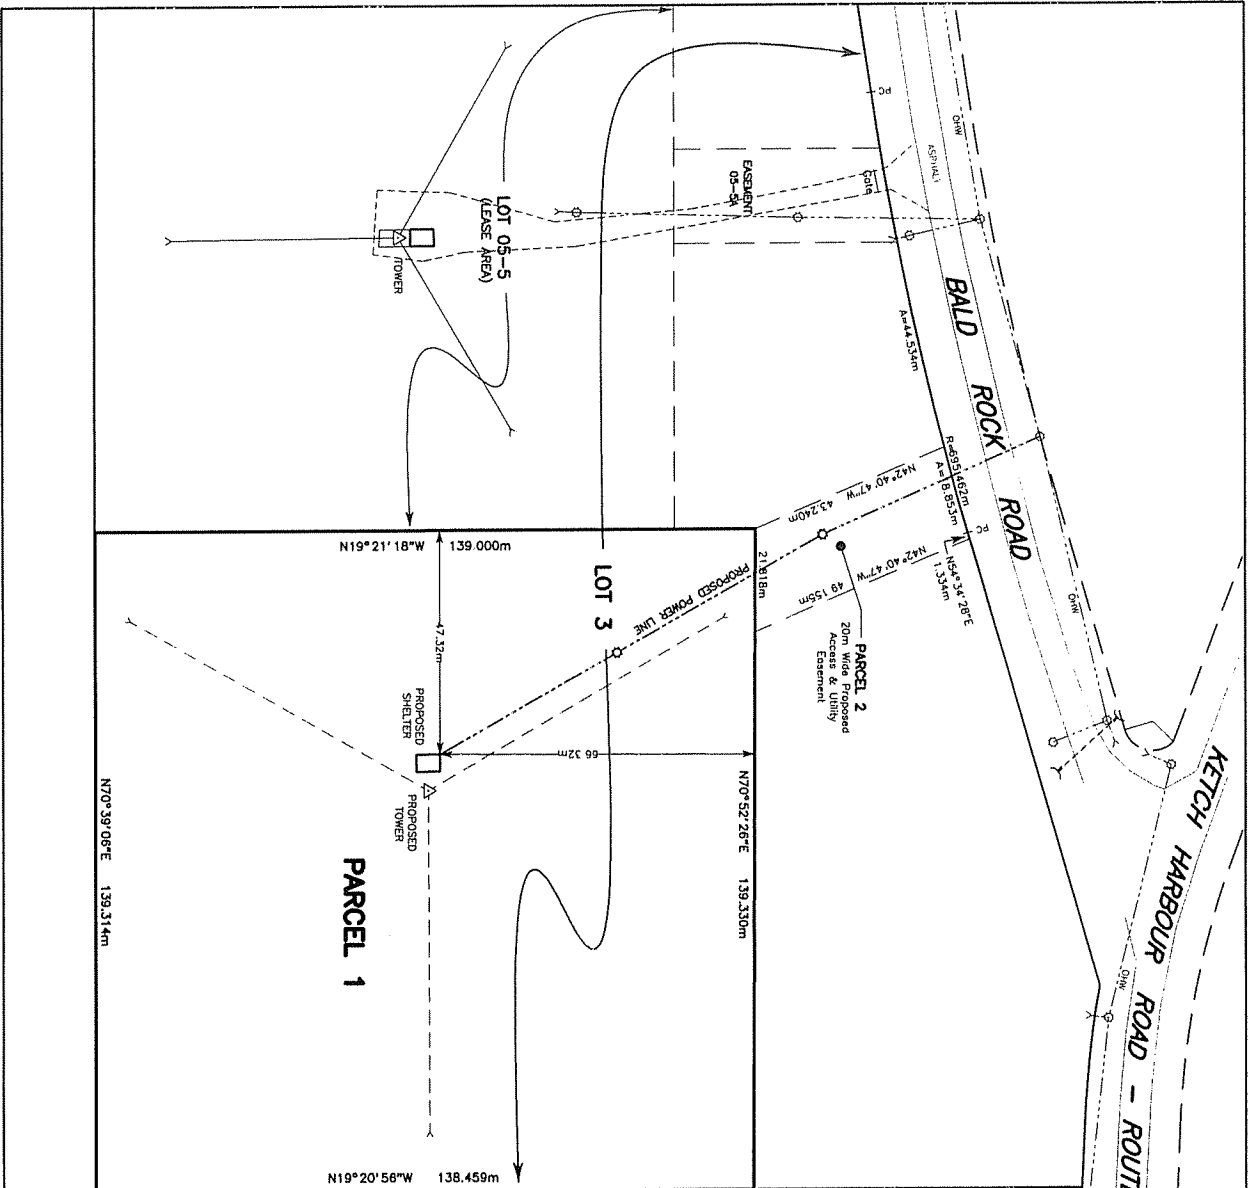 PC
OHW
ASPHALT
Gate
EASEMENT
05-5A
LOT 05-5
(LEASE AREA)
TOWER
BALD ROCK ROAD
A=44.534m
R=695.462m
A=18.853m
PC
N42°40'47"W 43.240m
N42°40'47"W 49.155m
N54°34'28"E
1.334m
OHW
21.818m
PARCEL 2
20m Wide Proposed
Access & Utility
Easement
PROPOSED POWER LINE
N19°21'18"W 139.000m
LOT 3
47.32m
66.32m
PROPOSED
SHELTER
PROPOSED
TOWER
PARCEL 1
N70°52'26"E 139.330m
N70°39'06"E 139.314m
N19°20'56"W 138.459m
KETCH HARBOUR ROAD - ROUT
OHW